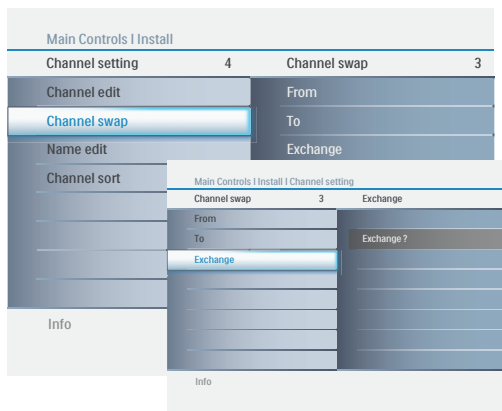 Main Controls I Install
Channel setting 4 Channel swap 3
Channel edit From
Channel swap To
Name edit Exchange
Channel sort
Info
Main Controls I Install I Channel setting
Channel swap 3 Exchange
From
To Exchange ?
Exchange
Info